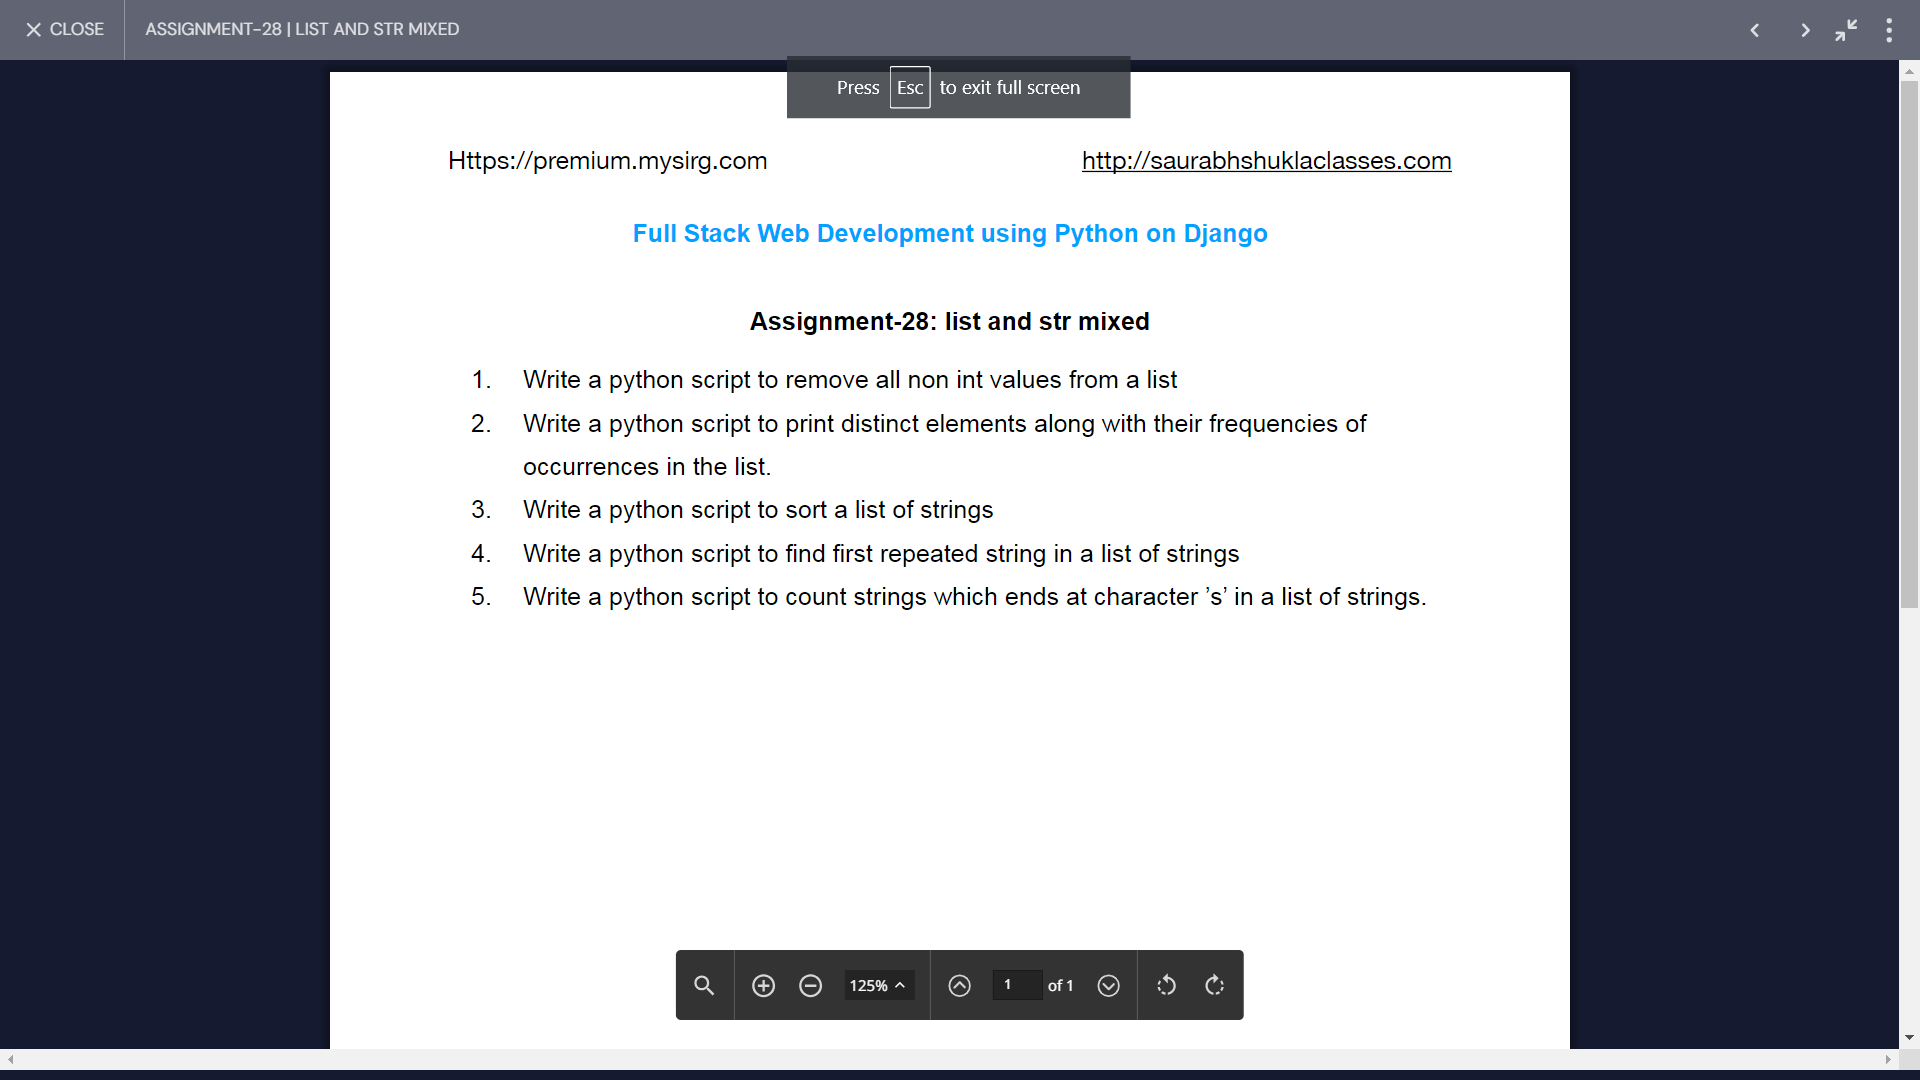 CLOSE
ASSIGNMENT-28 | LIST AND STR MIXED
Press Esc to exit full screen
Https://premium.mysirg.com
http://saurabhshuklaclasses.com
Full Stack Web Development using Python on Django
Assignment-28: list and str mixed
1. Write a python script to remove all non int values from a list
2. Write a python script to print distinct elements along with their frequencies of
occurrences in the list.
3. Write a python script to sort a list of strings
4. Write a python script to find first repeated string in a list of strings
5. Write a python script to count strings which ends at character ’s’ in a list of strings.
125%
1 of 1